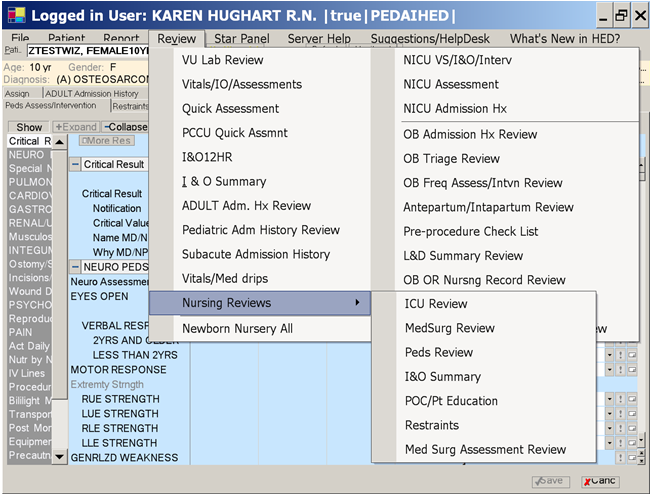 Logged in User: KAREN HUGHART R.N. |true|PEDAIHED|
File Patient Report Review Star Panel Server Help Suggestions/HelpDesk What's New in HED?
Pati.. ZTESTWIZ, FEMALE10Y
Age: 10 yr Gender: F
Diagnosis: (A) OSTEOSARCOM
Assign ADULT Admission History
Peds Assess/Intervention Restraints
Show +Expand -Collapse
Critical R
NEURO
Special N
PULMON
CARDIOV
GASTRO
RENAL/U
Musculos
INTEGUM
Ostomy/S
Incisions/
Wound D
PSYCHO
Reprodu
PAIN
Act Daily
Nutr by N
IV Lines
Procedur
Bililight M
Transport
Post Mor
Equipmen
Precautn
More Res
Critical Result
Critical Result
Notification
Critical Value
Name MD/N
Why MD/NP
NEURO PEDS
Neuro Assessmen
EYES OPEN
VERBAL RESP
2YRS AND OLDER
LESS THAN 2YRS
MOTOR RESPONSE
Extremty Strngth
RUE STRENGTH
LUE STRENGTH
RLE STRENGTH
LLE STRENGTH
GENRLZD WEAKNESS
VU Lab Review
Vitals/IO/Assessments
Quick Assessment
PCCU Quick Assmnt
I&O12HR
I & O Summary
ADULT Adm. Hx Review
Pediatric Adm History Review
Subacute Admission History
Vitals/Med drips
Nursing Reviews
Newborn Nursery All
NICU VS/I&O/Interv
NICU Assessment
NICU Admission Hx
OB Admission Hx Review
OB Triage Review
OB Freq Assess/Intvn Review
Antepartum/Intapartum Review
Pre-procedure Check List
L&D Summary Review
OB OR Nursng Record Review
ICU Review
MedSurg Review
Peds Review
I&O Summary
POC/Pt Education
Restraints
Med Surg Assessment Review
Save Canc